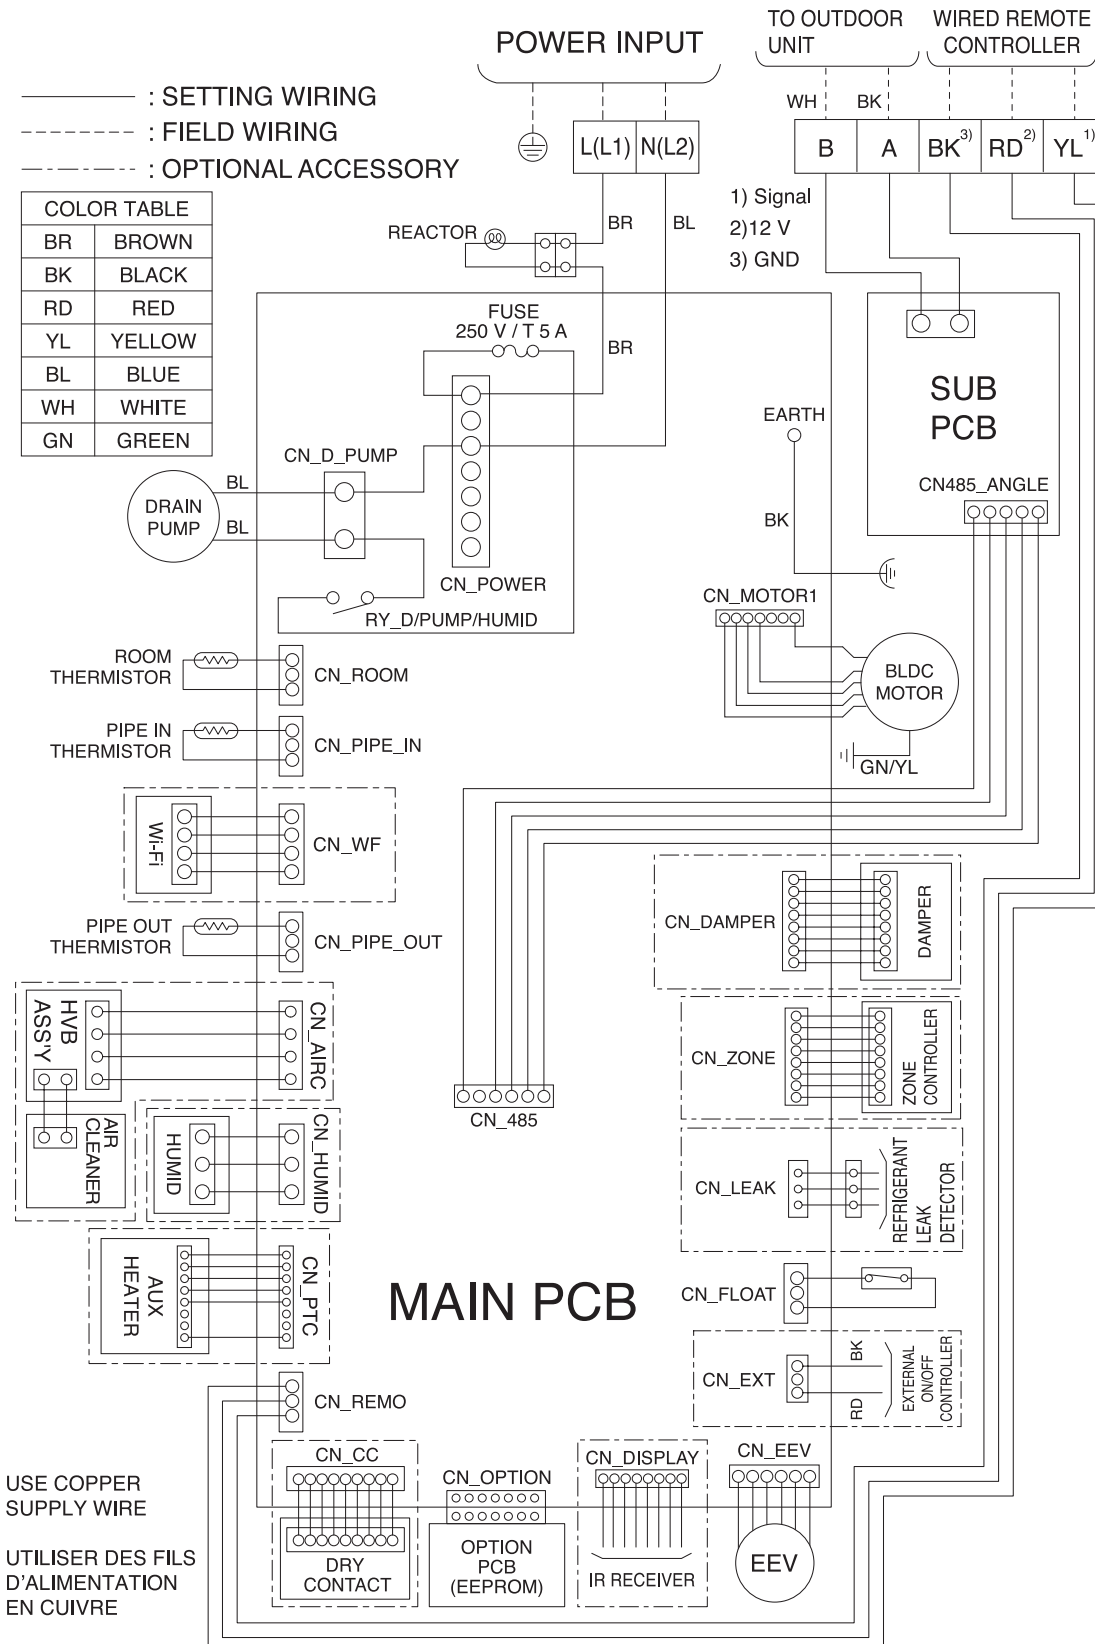 POWER INPUT
TO OUTDOOR
UNIT
WIRED REMOTE
CONTROLLER
: SETTING WIRING
: FIELD WIRING
: OPTIONAL ACCESSORY
WH
BK
L(L1)
N(L2)
B
A
BK3)
RD2)
YL1)
1) Signal
2)12 V
3) GND
COLOR TABLE
BR BROWN
BK BLACK
RD RED
YL YELLOW
BL BLUE
WH WHITE
GN GREEN
REACTOR
BR
BL
FUSE
250 V / T 5 A
BR
SUB
PCB
EARTH
CN_D_PUMP
CN485_ANGLE
BL
DRAIN
PUMP
BL
BK
CN_POWER
CN_MOTOR1
RY_D/PUMP/HUMID
ROOM
THERMISTOR
CN_ROOM
BLDC
MOTOR
PIPE IN
THERMISTOR
CN_PIPE_IN
GN/YL
Wi-Fi
CN_WF
PIPE OUT
THERMISTOR
CN_PIPE_OUT
CN_DAMPER
DAMPER
HVB
ASS'Y
CN_AIRC
CN_ZONE
ZONE
CONTROLLER
CN_485
AIR
CLEANER
HUMID
CN_HUMID
CN_LEAK
REFRIGERANT
LEAK
DETECTOR
AUX
HEATER
CN_PTC
MAIN PCB
CN_FLOAT
CN_EXT
BK
RD
EXTERNAL
ON/OFF
CONTROLLER
CN_REMO
CN_CC
CN_OPTION
CN_DISPLAY
CN_EEV
USE COPPER
SUPPLY WIRE
UTILISER DES FILS
D'ALIMENTATION
EN CUIVRE
DRY
CONTACT
OPTION
PCB
(EEPROM)
IR RECEIVER
EEV